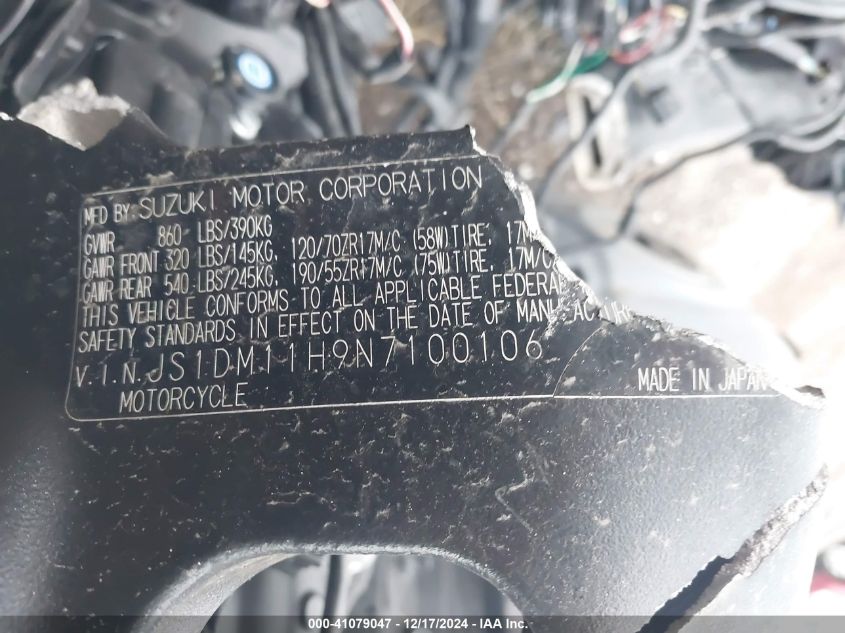 MFD BY: SUZUKI MOTOR CORPORATION
GVWR 860 LBS/390KG
GAWR FRONT 320 LBS/145KG, 120/70ZR17M/C (58W)TIRE, 17M
GAWR REAR 540 LBS/245KG, 190/55ZR17M/C (75W)TIRE, 17M/C
THIS VEHICLE CONFORMS TO ALL APPLICABLE FEDERA
SAFETY STANDARDS IN EFFECT ON THE DATE OF MANU ACTURE
V.I.N. JS1DM11H9N7100106
MOTORCYCLE
MADE IN JAPAN
000-41079047 - 12/17/2024 - © IAA, Inc.